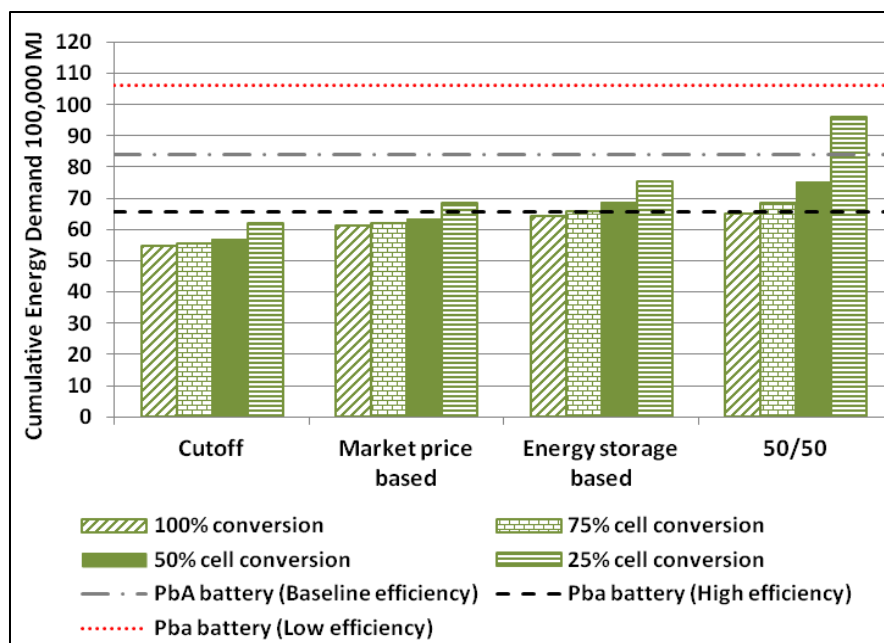 Cumulative Energy Demand 100,000 MJ
120
110
100
90
80
70
60
50
40
30
20
10
0
Cutoff
Market price
based
Energy storage
based
50/50
100% conversion
75% cell conversion
50% cell conversion
25% cell conversion
PbA battery (Baseline efficiency)
Pba battery (High efficiency)
Pba battery (Low efficiency)